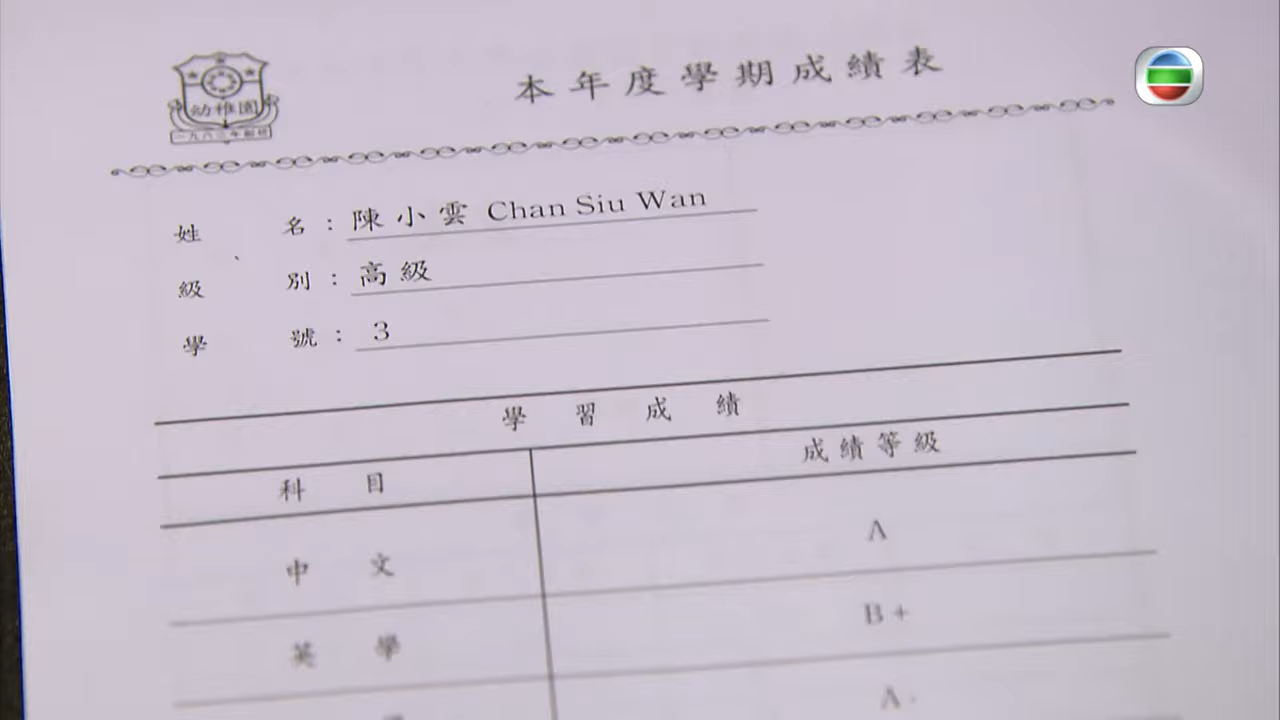 幼稚園
本年度學期成績表
姓 名：陳小雲 Chan Siu Wan
級 別：高級
學 號：3
學習成績
科目 成績等級
中文 A
英學 B+
A-